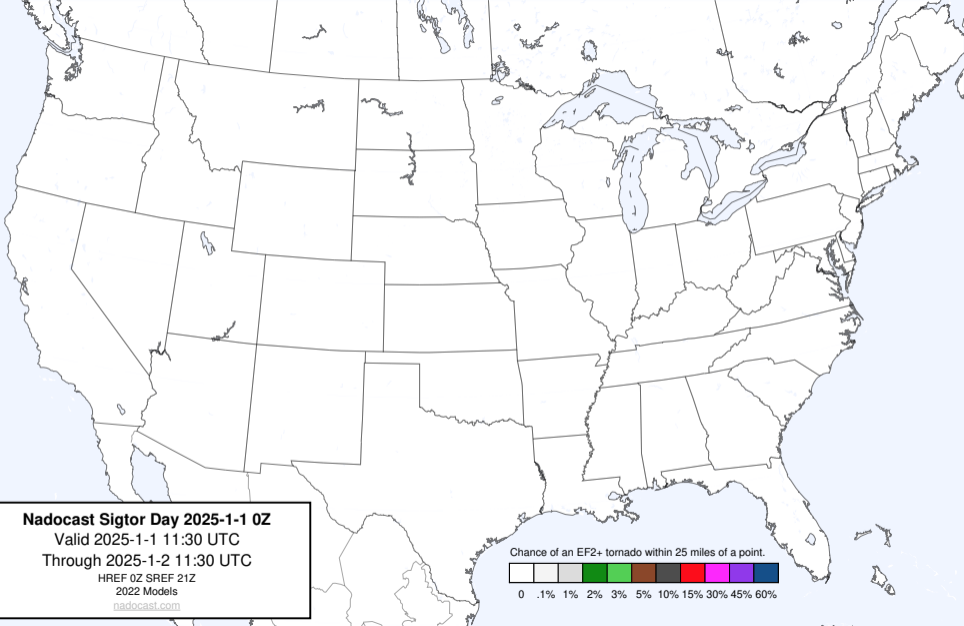 Nadocast Sigtor Day 2025-1-1 0Z
Valid 2025-1-1 11:30 UTC
Through 2025-1-2 11:30 UTC
HREF 0Z SREF 21Z
2022 Models
nadocast.com
Chance of an EF2+ tornado within 25 miles of a point.
0 .1% 1% 2% 3% 5% 10% 15% 30% 45% 60%